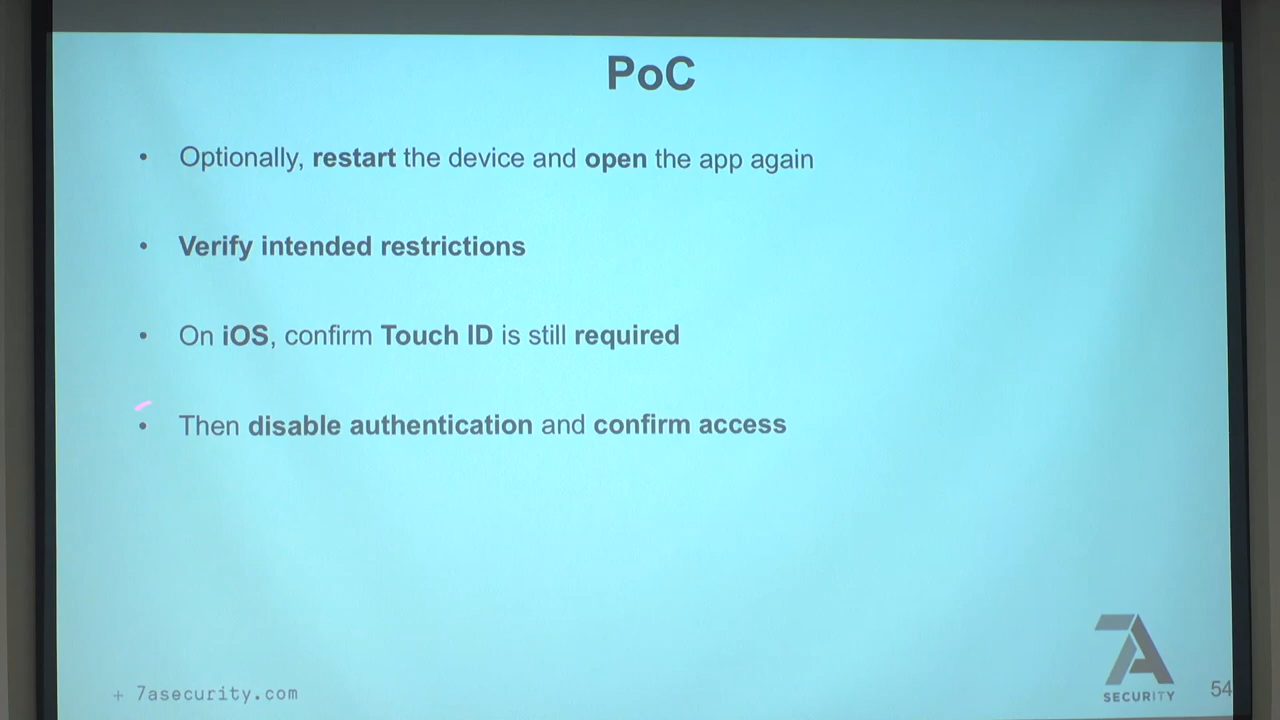 PoC
• Optionally, restart the device and open the app again
• Verify intended restrictions
• On iOS, confirm Touch ID is still required
• Then disable authentication and confirm access
+ 7asecurity.com
7A
SECURITY
54